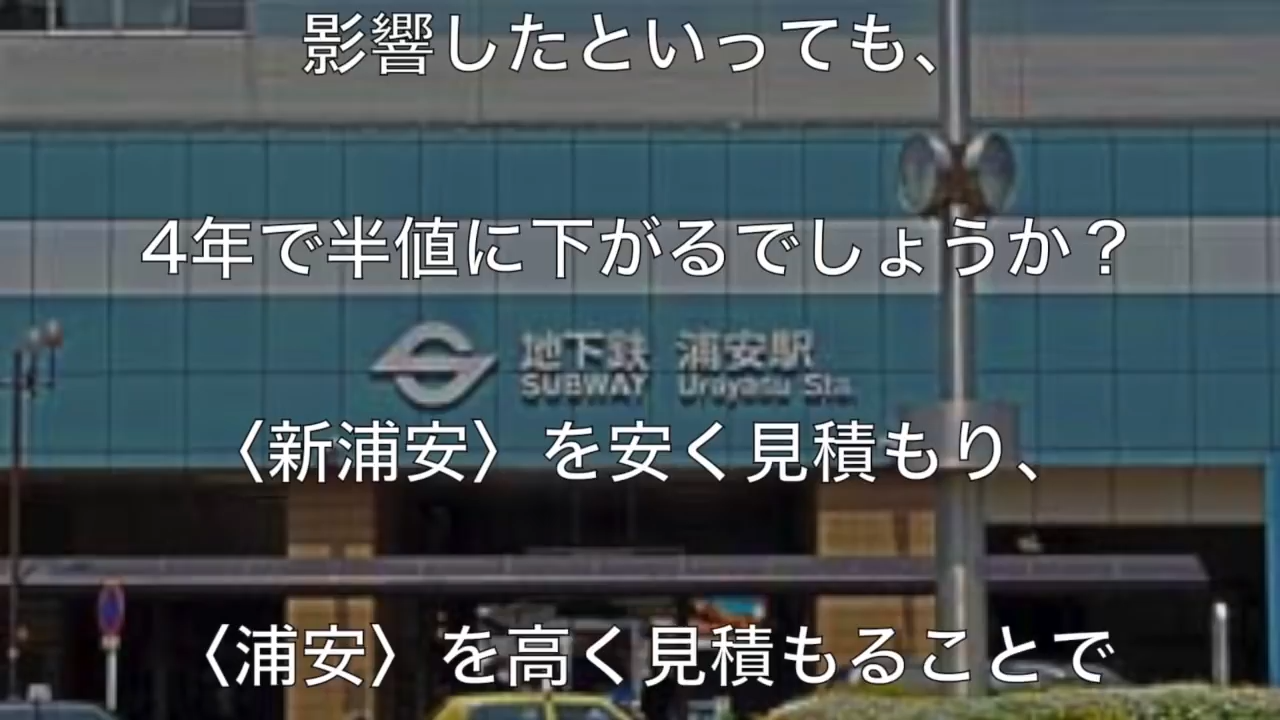 影響したといっても、
4年で半値に下がるでしょうか？
地下鉄 浦安駅
SUBWAY Urayasu Sta.
〈新浦安〉を安く見積もり、
〈浦安〉を高く見積もることで